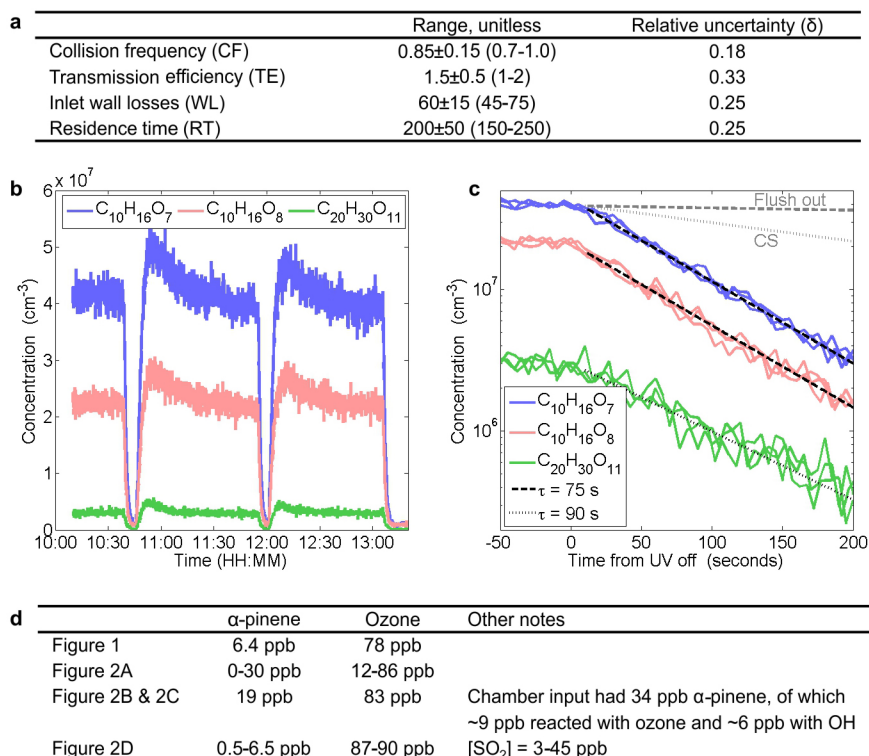 a
Range, unitless Relative uncertainty (δ)
Collision frequency (CF) 0.85±0.15 (0.7-1.0) 0.18
Transmission efficiency (TE) 1.5±0.5 (1-2) 0.33
Inlet wall losses (WL) 60±15 (45-75) 0.25
Residence time (RT) 200±50 (150-250) 0.25
b
x 10⁷
C₁₀H₁₆O₇ C₁₀H₁₆O₈ C₂₀H₃₀O₁₁
Concentration (cm⁻³)
6
5
4
3
2
1
0
10:00 10:30 11:00 11:30 12:00 12:30 13:00
Time (HH:MM)
c
Flush out
CS
Concentration (cm⁻³)
10⁷
10⁶
C₁₀H₁₆O₇
C₁₀H₁₆O₈
C₂₀H₃₀O₁₁
τ = 75 s
τ = 90 s
-50 0 50 100 150 200
Time from UV off (seconds)
d
α-pinene Ozone Other notes
Figure 1 6.4 ppb 78 ppb
Figure 2A 0-30 ppb 12-86 ppb
Figure 2B & 2C 19 ppb 83 ppb Chamber input had 34 ppb α-pinene, of which
~9 ppb reacted with ozone and ~6 ppb with OH
Figure 2D 0.5-6.5 ppb 87-90 ppb [SO₂] = 3-45 ppb